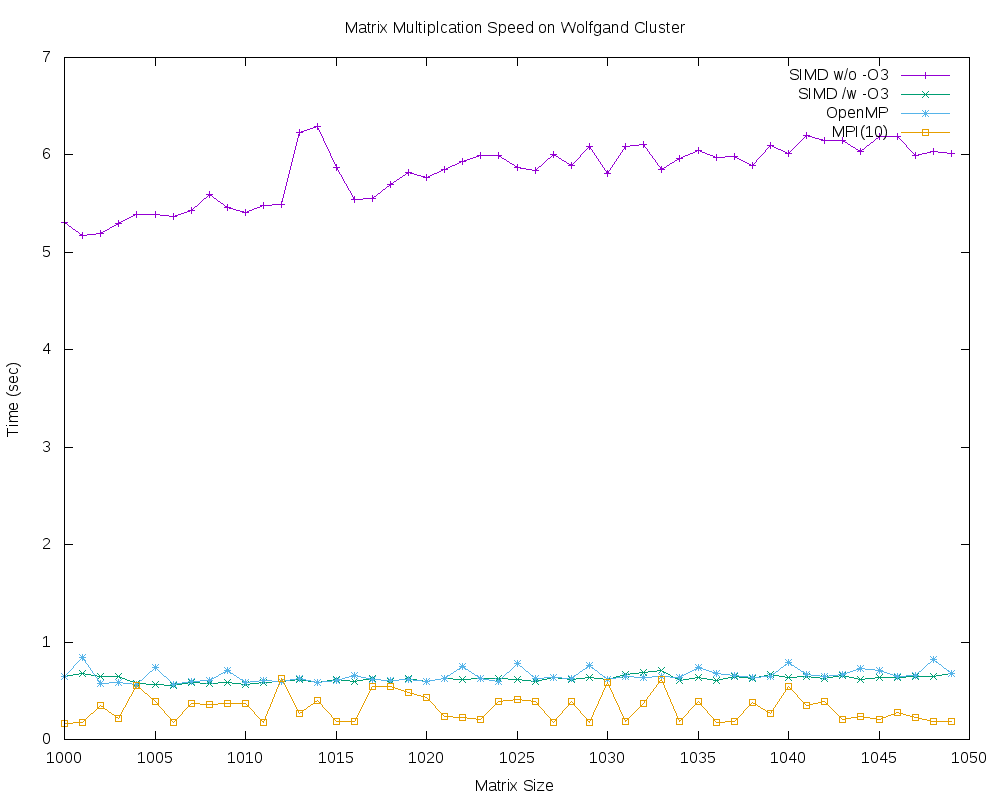 Matrix Multiplcation Speed on Wolfgand Cluster
7
SIMD w/o -O3
SIMD /w -O3
OpenMP
MPI(10)
6
5
4
Time (sec)
3
2
1
0
1000 1005 1010 1015 1020 1025 1030 1035 1040 1045 1050
Matrix Size